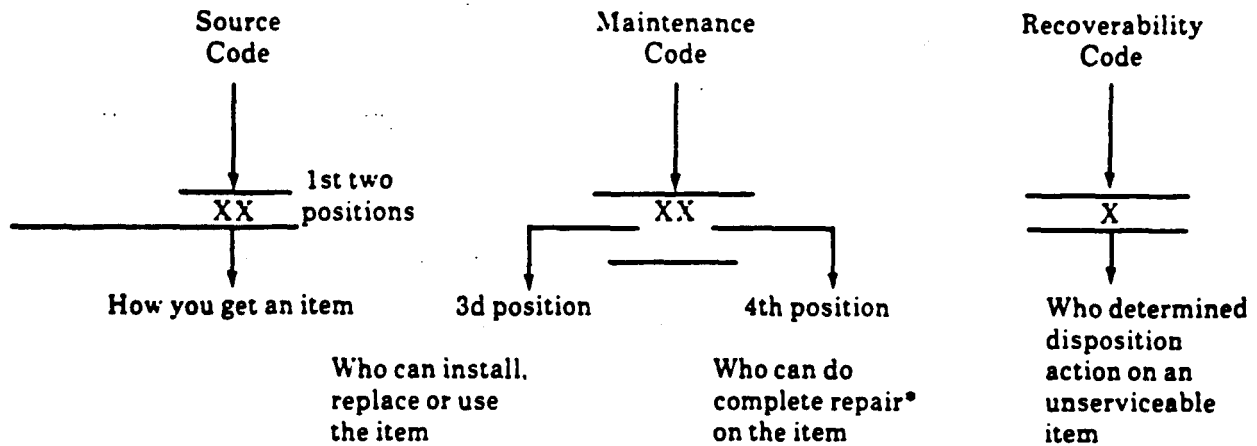 Source
Code
Maintenance
Code
Recoverability
Code
1st two
positions
XX
XX
X
How you get an item
3d position
4th position
Who can install,
replace or use
the item
Who can do
complete repair*
on the item
Who determined
disposition
action on an
unserviceable
item